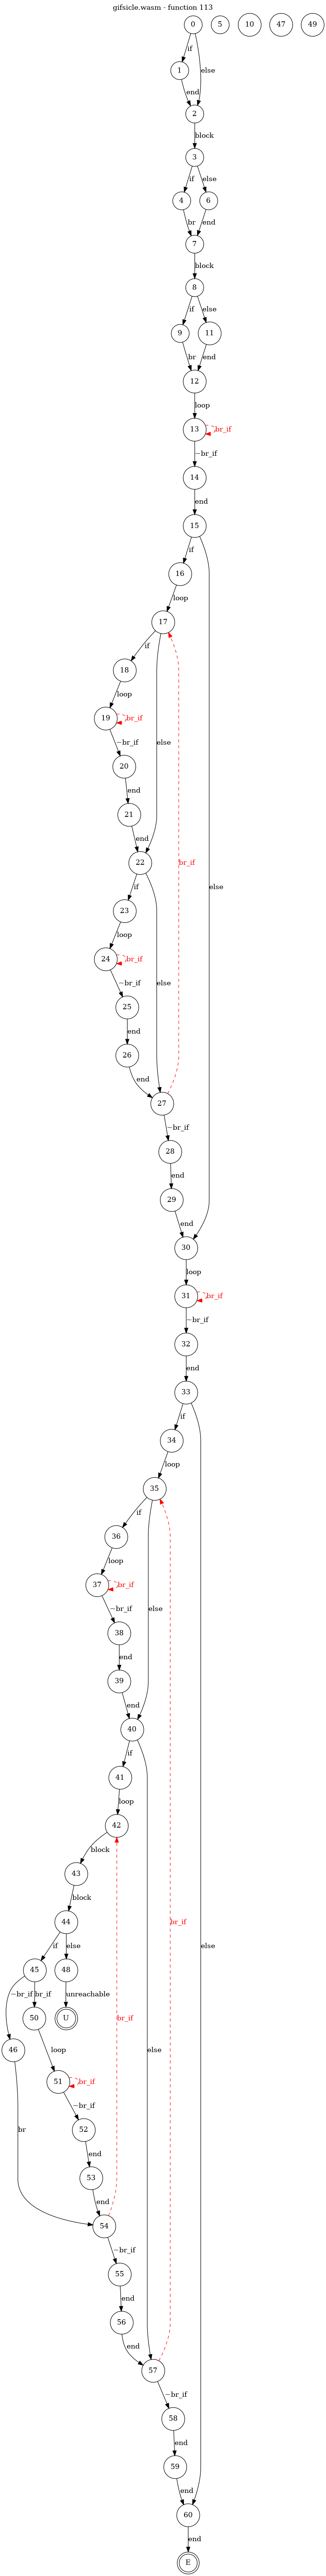 gifsicle.wasm - function 113
0 5 10 47 49
if
1 else
end
2
block
3
if else
4 6
br end
7
block
8
if else
9 11
br end
12
loop
13 br_if
~br_if
14
end
15
if
16
loop
17
if
18
loop else
19 br_if
~br_if
20
end
21
end
22 br_if
if else
23
loop
24 br_if else
~br_if
25
end
26
end
27
~br_if
28
end
29
end
30
loop
31 br_if
~br_if
32
end
33
if
34
loop
35
if
36
loop else
37 br_if
~br_if
38
end
39
end
40
if
41
loop
42
block
43
block br_if
44
if else else
45 48
~br_if br_if unreachable
50 U br_if
46 loop else
51 br_if
br ~br_if
52
end
53
end
54
~br_if
55
end
56
end
57
~br_if
58
end
59
end
60
end
E